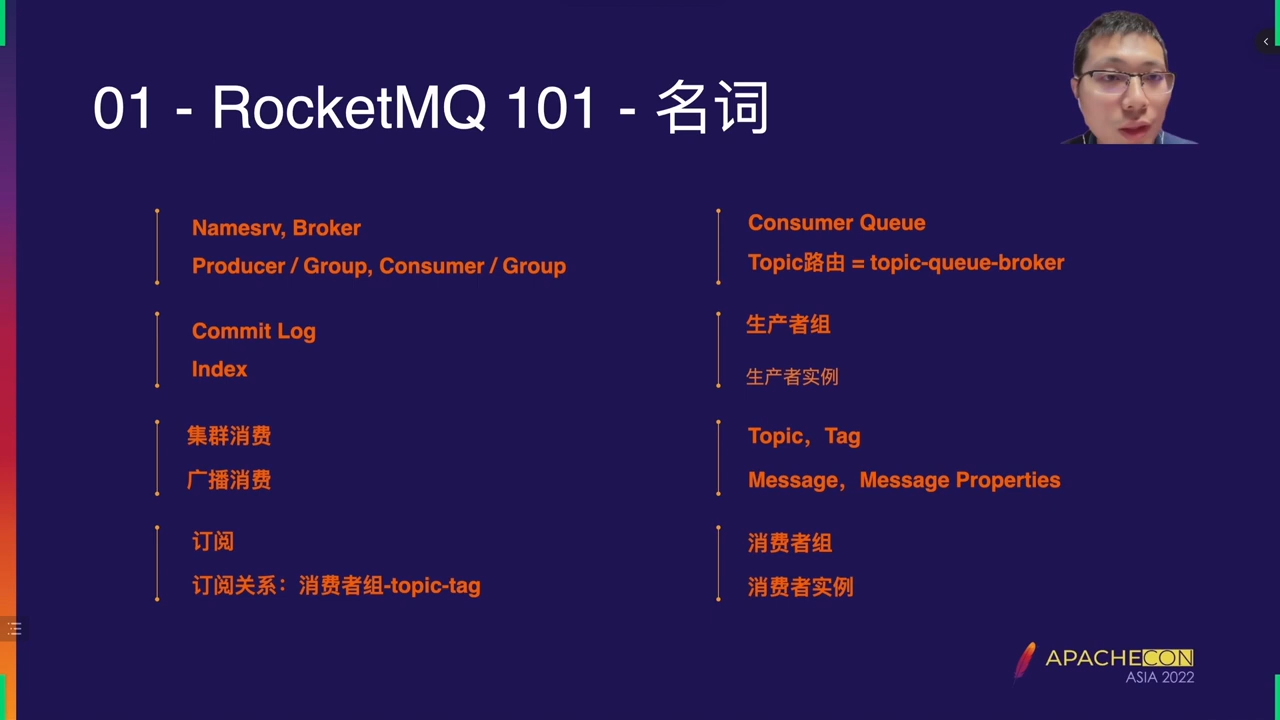 01 - RocketMQ 101 - 名词
Namesrv, Broker
Producer / Group, Consumer / Group
Commit Log
Index
集群消费
广播消费
订阅
订阅关系：消费者组-topic-tag
Consumer Queue
Topic路由 = topic-queue-broker
生产者组
生产者实例
Topic，Tag
Message，Message Properties
消费者组
消费者实例
APACHECON
ASIA 2022